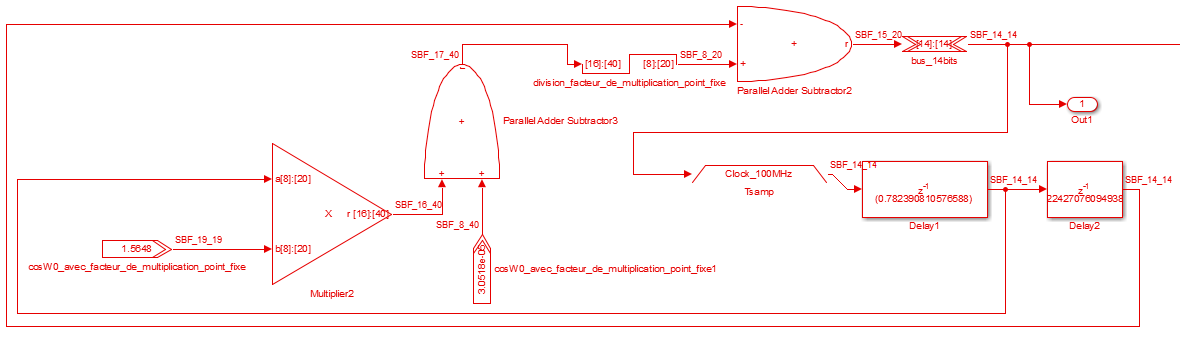 -
SBF_15_20
SBF_14_14
+
r
[14]:[14]
bus_14bits
SBF_17_40
[16]:[40]
[8]:[20]
SBF_8_20
+
division_facteur_de_multiplication_point_fixe
Parallel Adder Subtractor2
1
Out1
-
+
Parallel Adder Subtractor3
+
+
Clock_100MHz
Tsamp
SBF_14_14
z-1
(0.782390810576588)
Delay1
SBF_14_14
z-1
22427076094938
Delay2
SBF_14_14
a[8]:[20]
X
r [16]:[40]
SBF_16_40
b[8]:[20]
Multiplier2
1.5648
SBF_19_19
cosW0_avec_facteur_de_multiplication_point_fixe
SBF_8_40
cosW0_avec_facteur_de_multiplication_point_fixe1